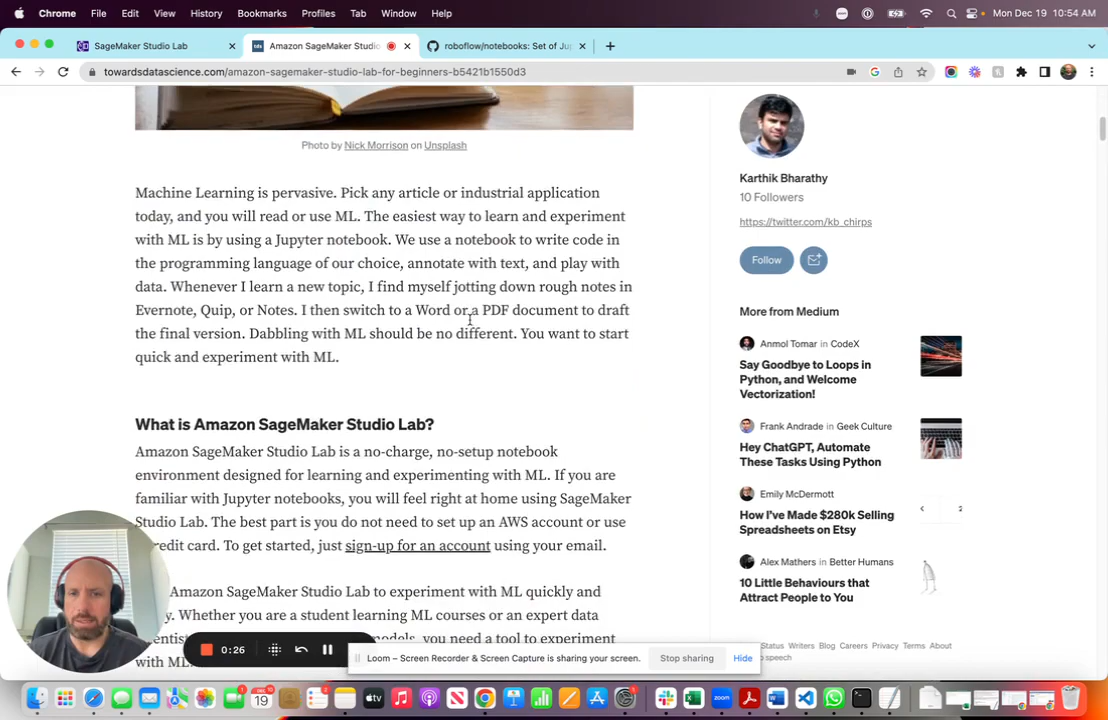 Chrome File Edit View History Bookmarks Profiles Tab Window Help Mon Dec 19 10:54 AM
SageMaker Studio Lab
Amazon SageMaker Studio
roboflow/notebooks: Set of Ju
towardsdatascience.com/amazon-sagemaker-studio-lab-for-beginners-b5421b1550d3
Photo by Nick Morrison on Unsplash
Machine Learning is pervasive. Pick any article or industrial application
today, and you will read or use ML. The easiest way to learn and experiment
with ML is by using a Jupyter notebook. We use a notebook to write code in
the programming language of our choice, annotate with text, and play with
data. Whenever I learn a new topic, I find myself jotting down rough notes in
Evernote, Quip, or Notes. I then switch to a Word or a PDF document to draft
the final version. Dabbling with ML should be no different. You want to start
quick and experiment with ML.
What is Amazon SageMaker Studio Lab?
Amazon SageMaker Studio Lab is a no-charge, no-setup notebook
environment designed for learning and experimenting with ML. If you are
familiar with Jupyter notebooks, you will feel right at home using SageMaker
Studio Lab. The best part is you do not need to set up an AWS account or use
redit card. To get started, just sign-up for an account using your email.
Amazon SageMaker Studio Lab to experiment with ML quickly and
y. Whether you are a student learning ML courses or an expert data
entist models, you need a tool to experiment
with ML.
Karthik Bharathy
10 Followers
https://twitter.com/kb_chirps
Follow
More from Medium
Anmol Tomar in CodeX
Say Goodbye to Loops in
Python, and Welcome
Vectorization!
Frank Andrade in Geek Culture
Hey ChatGPT, Automate
These Tasks Using Python
Emily McDermott
How I've Made $280k Selling
Spreadsheets on Etsy
Alex Mathers in Better Humans
10 Little Behaviours that
Attract People to You
Status Writers Blog Careers Privacy Terms About
speech
0:26
Loom – Screen Recorder & Screen Capture is sharing your screen.
Stop sharing
Hide